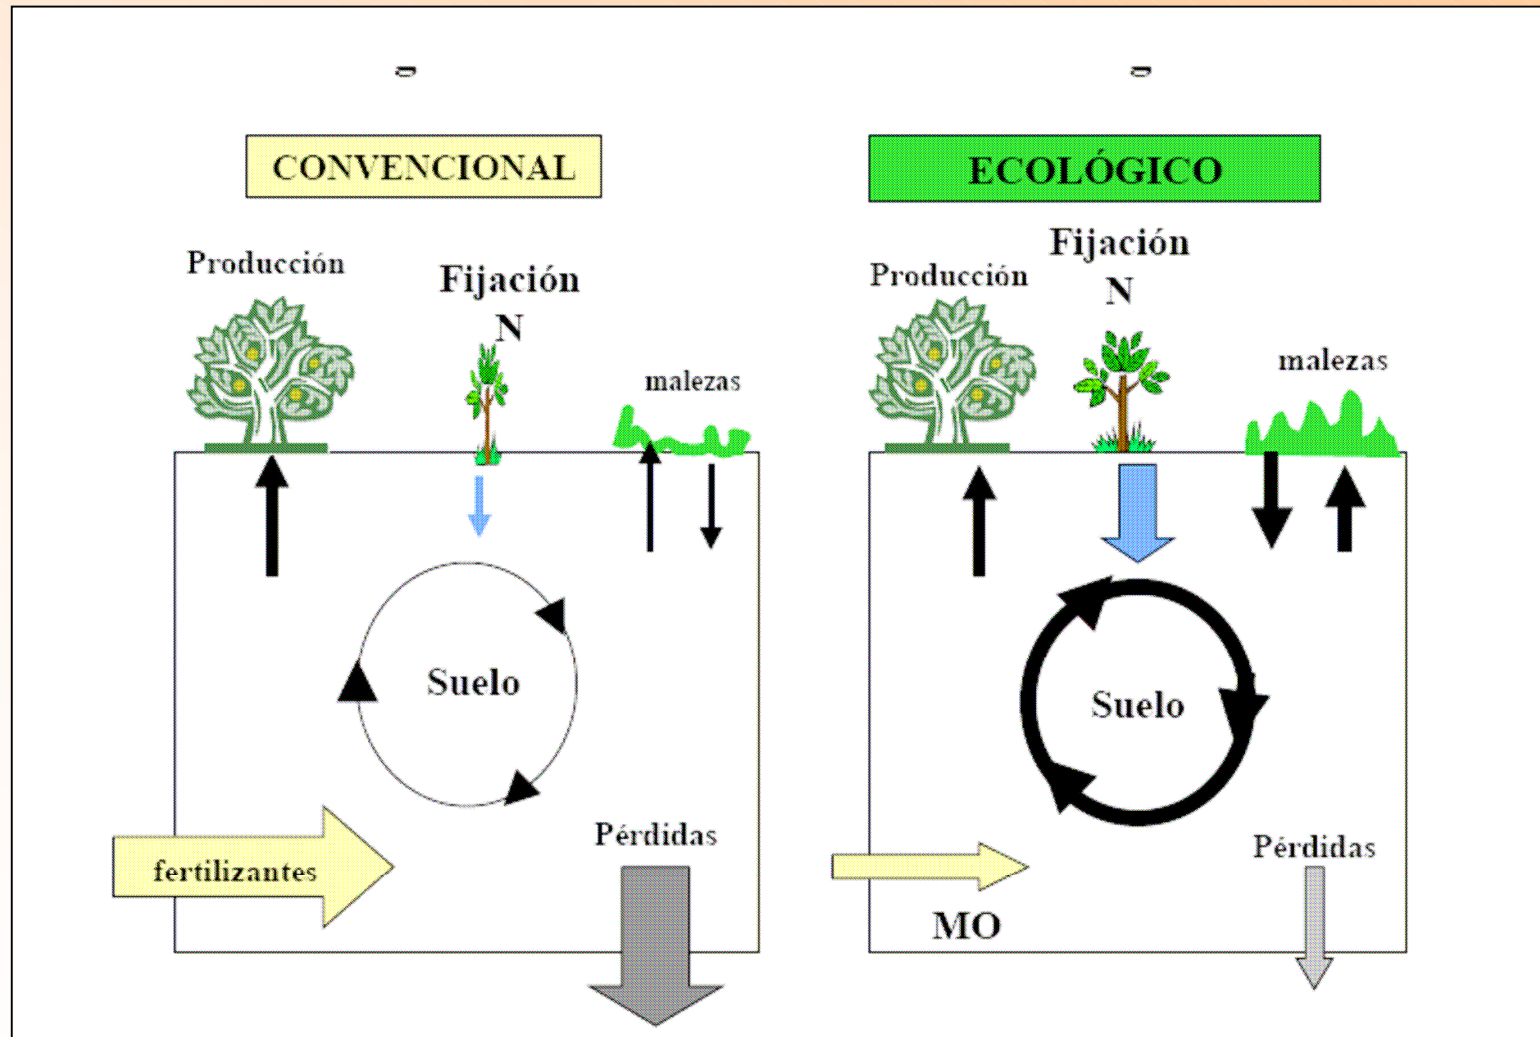 g
g
CONVENCIONAL
ECOLÓGICO
Producción
Fijación
N
malezas
Suelo
fertilizantes
Pérdidas
Producción
Fijación
N
malezas
Suelo
MO
Pérdidas